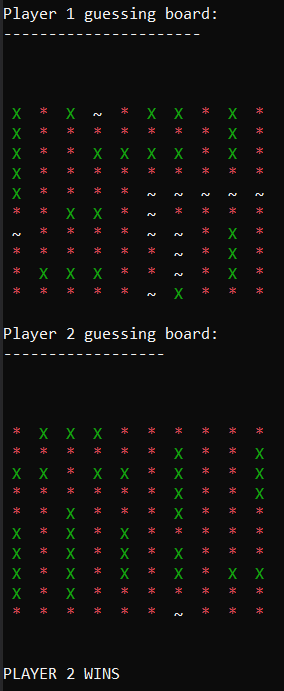 Player 1 guessing board:
----------------------
X * X ~ * X X * X *
X * * * * * * * X *
X * * X X X X * X *
X * * * * * * * * *
X * * * * ~ ~ ~ ~ ~
* * X X * ~ * * * *
~ * * * * ~ ~ * X *
* * * * * * ~ * X *
* X X X * * ~ * X *
* * * * * ~ X * * *
Player 2 guessing board:
------------------
* X X X * * * * * *
* * * * * * X * * X
X X * X X * X * * X
* * * * * * X * * X
* * X * * * X * * *
X * X * X * * * * *
X * X * X * X * * *
X * X * X * X * X X
X * X * * * * * * *
* * * * * * ~ * * *
PLAYER 2 WINS